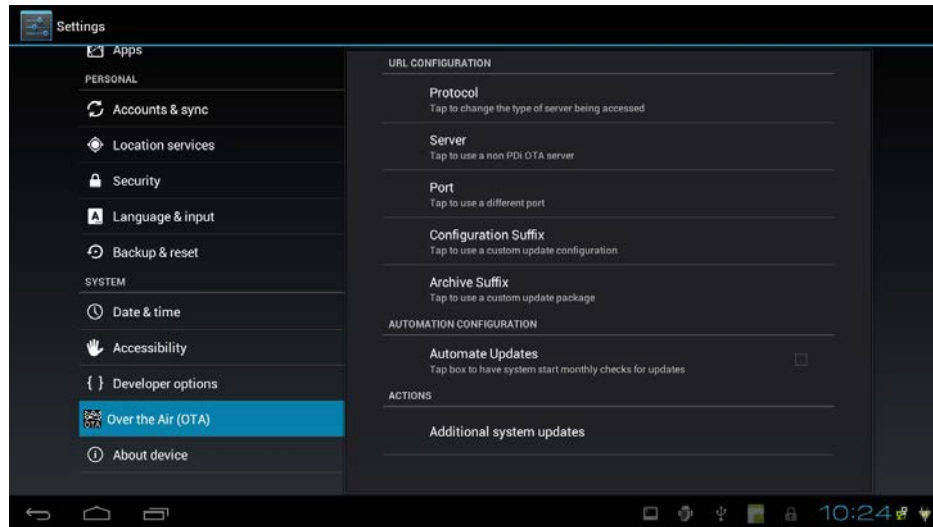 Settings
Apps
PERSONAL
Accounts & sync
Location services
Security
A Language & input
Backup & reset
SYSTEM
Date & time
Accessibility
{ } Developer options
OTA Over the Air (OTA)
About device
URL CONFIGURATION
Protocol
Tap to change the type of server being accessed
Server
Tap to use a non PDi OTA server
Port
Tap to use a different port
Configuration Suffix
Tap to use a custom update configuration
Archive Suffix
Tap to use a custom update package
AUTOMATION CONFIGURATION
Automate Updates
Tap box to have system start monthly checks for updates
ACTIONS
Additional system updates
10:24